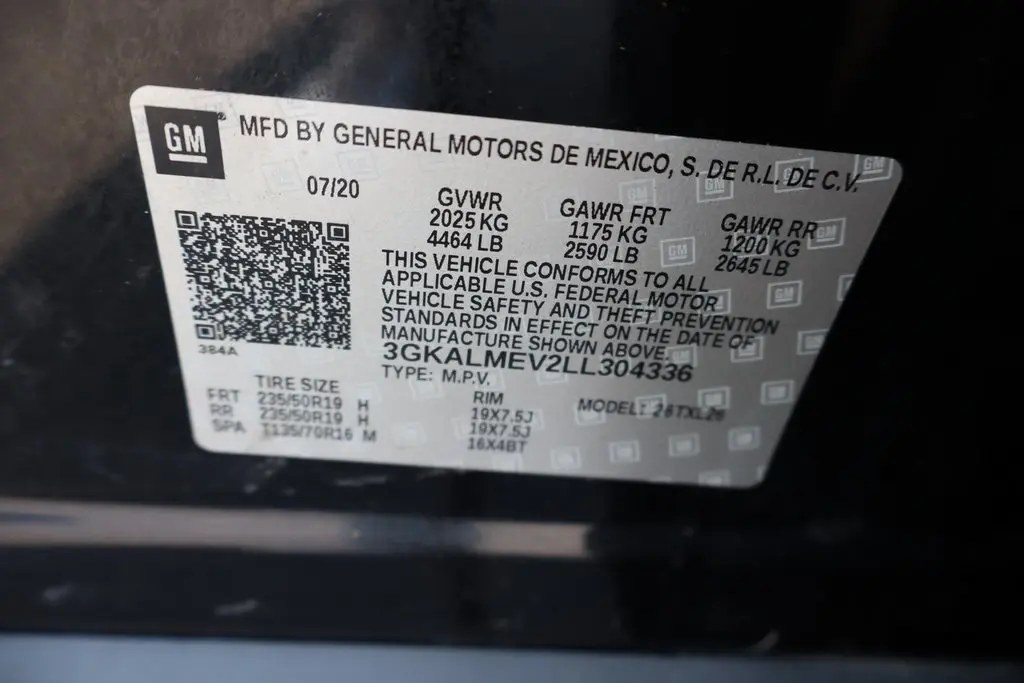 GM MFD BY GENERAL MOTORS DE MEXICO, S. DE R.L. DE C.V.
07/20
GVWR GAWR FRT GAWR RR
2025 KG 1175 KG 1200 KG
4464 LB 2590 LB 2645 LB
THIS VEHICLE CONFORMS TO ALL
APPLICABLE U.S. FEDERAL MOTOR
VEHICLE SAFETY AND THEFT PREVENTION
STANDARDS IN EFFECT ON THE DATE OF
MANUFACTURE SHOWN ABOVE.
384A
3GKALMEV2LL304336
TYPE: M.P.V.
TIRE SIZE RIM MODEL:
FRT 235/50R19 H 19X7.5J
RR 235/50R19 H 19X7.5J
SPA T135/70R16 M 16X4BT